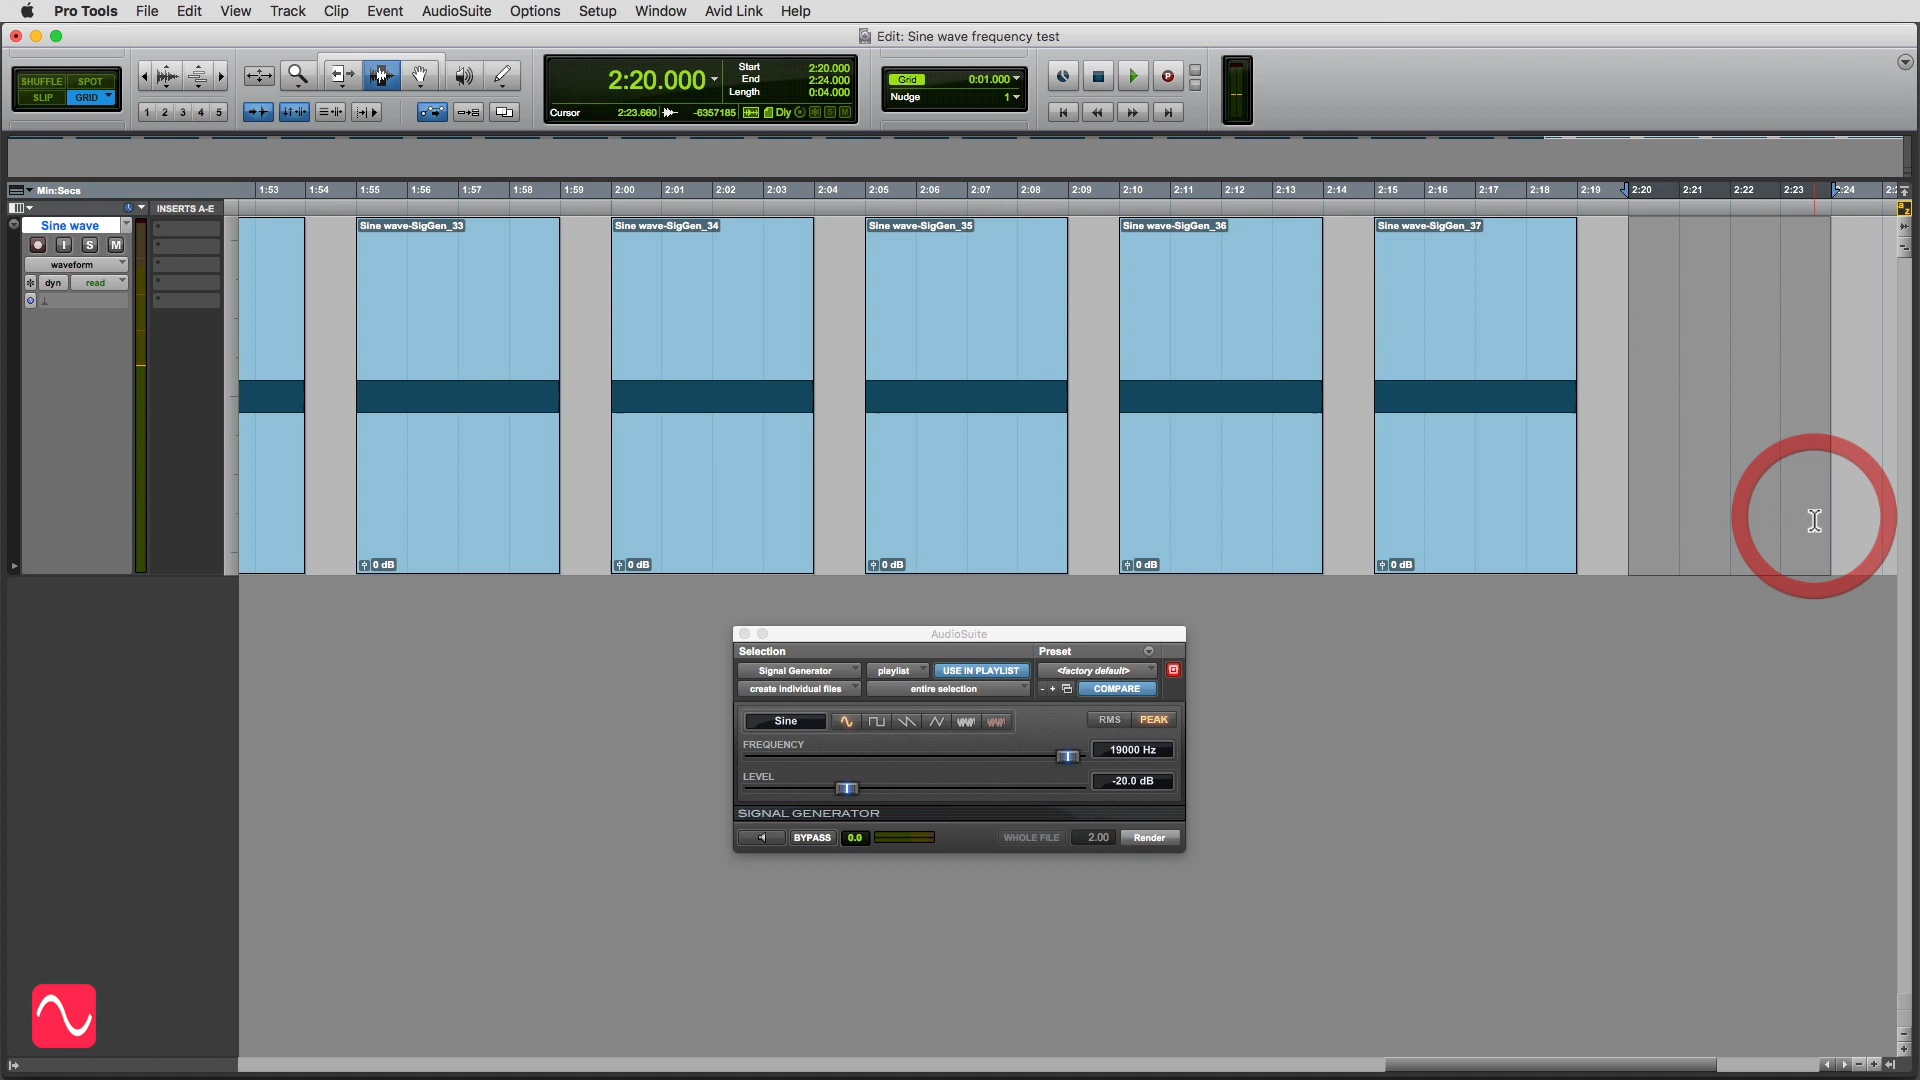 Pro Tools File Edit View Track Clip Event AudioSuite Options Setup Window Avid Link Help
Edit: Sine wave frequency test
SHUFFLE SPOT
SLIP GRID
1 2 3 4 5
2:20.000
Start 2:20.000
End 2:24.000
Length 0:04.000
Cursor 2:23.660 -6357185 Dly S M
Grid 0:01.000
Nudge 1
P
Min:Secs 1:53 1:54 1:55 1:56 1:57 1:58 1:59 2:00 2:01 2:02 2:03 2:04 2:05 2:06 2:07 2:08 2:09 2:10 2:11 2:12 2:13 2:14 2:15 2:16 2:17 2:18 2:19 2:20 2:21 2:22 2:23 2:24
INSERTS A-E
a z
Sine wave
I S M
waveform
dyn read
Sine wave-SigGen_33 Sine wave-SigGen_34 Sine wave-SigGen_35 Sine wave-SigGen_36 Sine wave-SigGen_37
0 dB 0 dB 0 dB 0 dB 0 dB
AudioSuite
Selection Preset
Signal Generator playlist USE IN PLAYLIST <factory default>
create individual files entire selection - + COMPARE
Sine RMS PEAK
FREQUENCY 19000 Hz
LEVEL -20.0 dB
SIGNAL GENERATOR
BYPASS 0.0 WHOLE FILE 2.00 Render